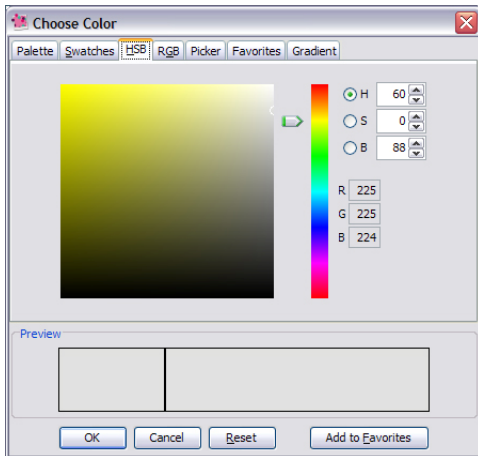 Choose Color
Palette Swatches HSB RGB Picker Favorites Gradient
H 60
S 0
B 88
R 225
G 225
B 224
Preview
OK Cancel Reset Add to Favorites